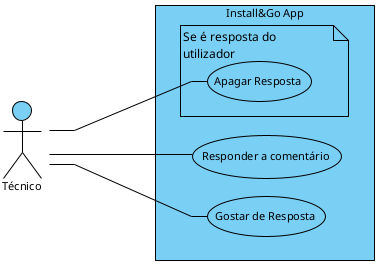 Install&Go App
Se é resposta do
utilizador
Apagar Resposta
Responder a comentário
Técnico
Gostar de Resposta